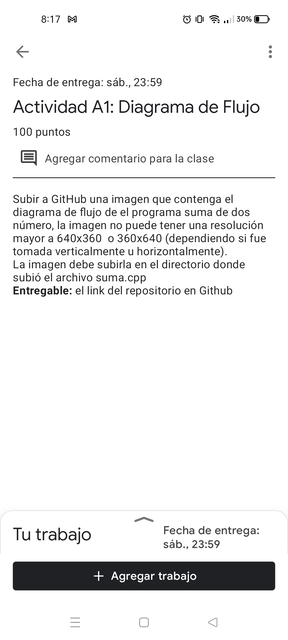 8:17
30%
Fecha de entrega: sáb., 23:59
Actividad A1: Diagrama de Flujo
100 puntos
Agregar comentario para la clase
Subir a GitHub una imagen que contenga el
diagrama de flujo de el programa suma de dos
número, la imagen no puede tener una resolución
mayor a 640x360 o 360x640 (dependiendo si fue
tomada verticalmente u horizontalmente).
La imagen debe subirla en el directorio donde
subió el archivo suma.cpp
Entregable: el link del repositorio en Github
Tu trabajo
Fecha de entrega:
sáb., 23:59
+ Agregar trabajo